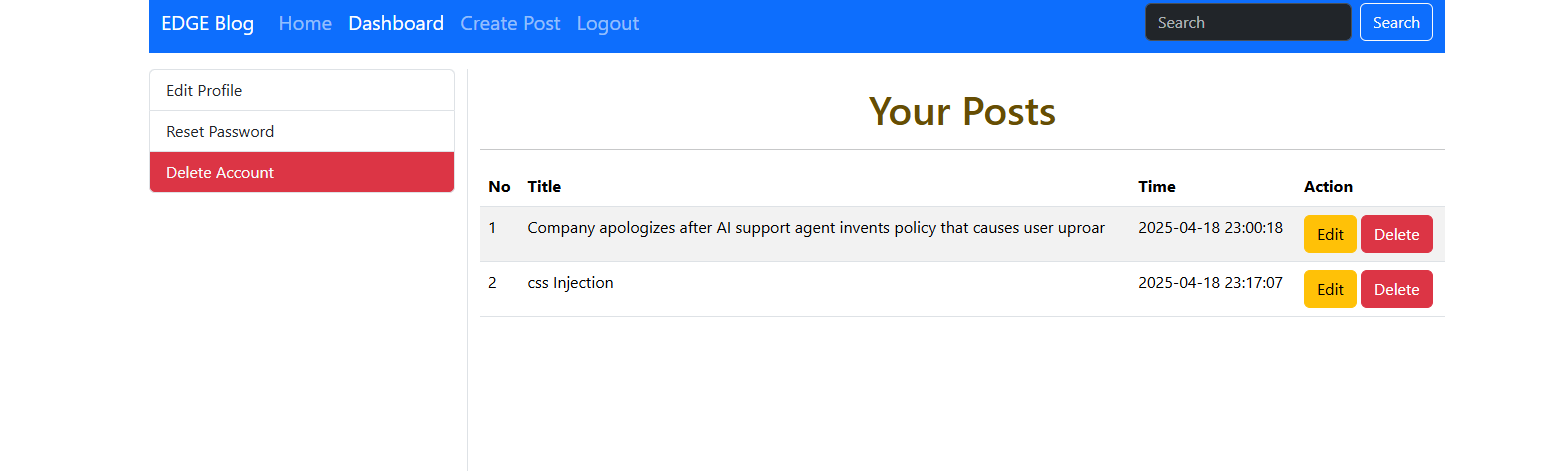 EDGE Blog Home Dashboard Create Post Logout Search Search
Edit Profile
Reset Password
Delete Account
Your Posts
No Title Time Action
1 Company apologizes after AI support agent invents policy that causes user uproar 2025-04-18 23:00:18 Edit Delete
2 css Injection 2025-04-18 23:17:07 Edit Delete